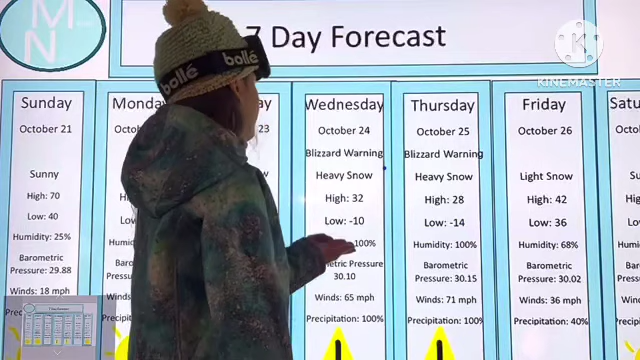 M
N
7 Day Forecast
KINEMASTER
bollé
bollé
Sunday
October 21
Sunny
High: 70
Low: 40
Humidity: 25%
Barometric
Pressure: 29.88
Winds: 18 mph
Monday
23
Wednesday
October 24
Blizzard Warning
Heavy Snow
High: 32
Low: -10
100%
Pressure
30.10
Winds: 65 mph
Precipitation: 100%
Thursday
October 25
Blizzard Warning
Heavy Snow
High: 28
Low: -14
Humidity: 100%
Barometric
Pressure: 30.15
Winds: 71 mph
Precipitation: 100%
Friday
October 26
Light Snow
High: 42
Low: 36
Humidity: 68%
Barometric
Pressure: 30.02
Winds: 36 mph
Precipitation: 40%